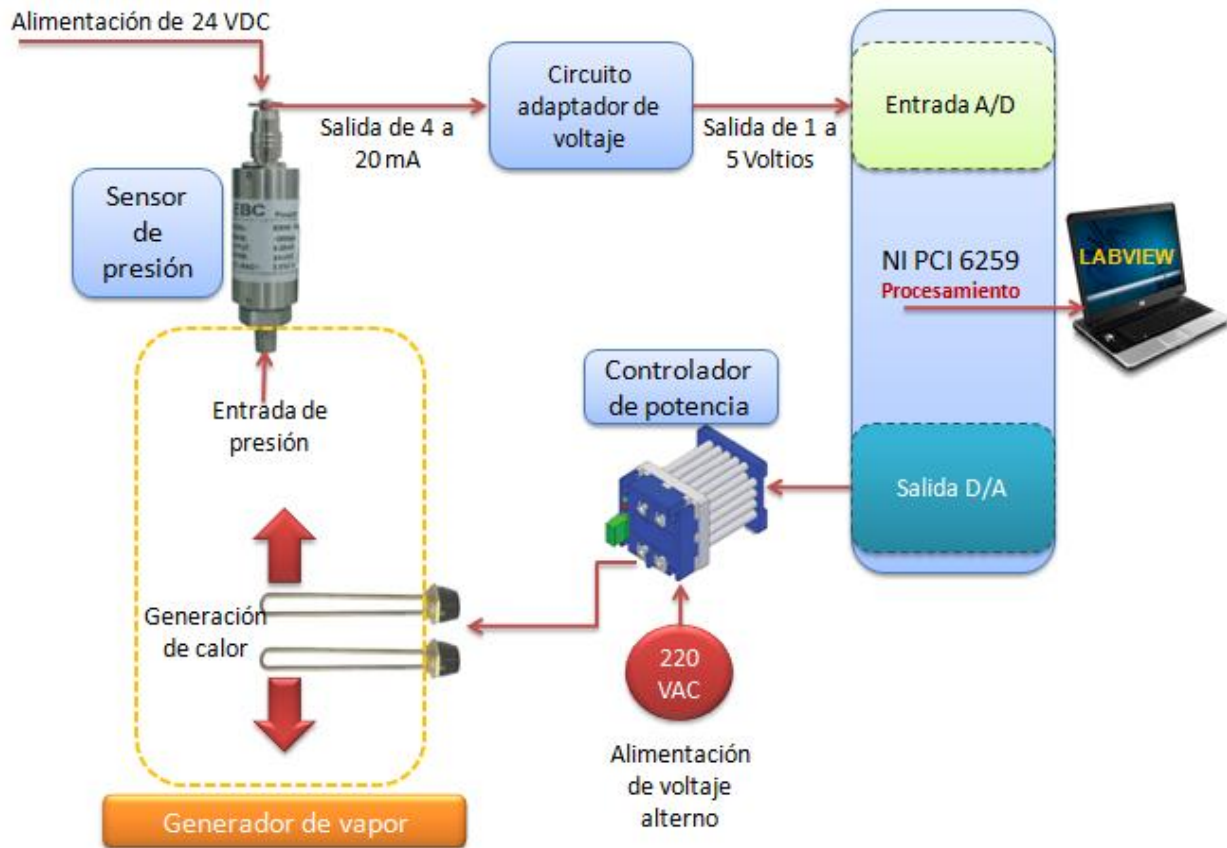 Alimentación de 24 VDC
Circuito
adaptador de
voltaje
Entrada A/D
Salida de 4 a
20 mA
Salida de 1 a
5 Voltios
Sensor
de
presión
EBC
NI PCI 6259
Procesamiento
LABVIEW
Controlador
de potencia
Entrada de
presión
Salida D/A
Generación
de calor
220
VAC
Alimentación
de voltaje
alterno
Generador de vapor